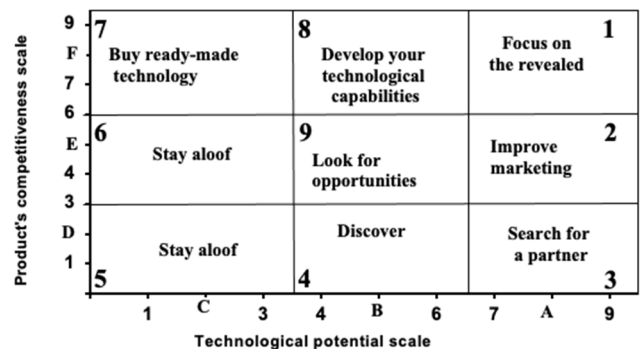 Product's competitiveness scale
9
F
7
6
E
4
3
D
1
7
Buy ready-made
technology
8
Develop your
technological
capabilities
1
Focus on
the revealed
6
Stay aloof
9
Look for
opportunities
2
Improve
marketing
Stay aloof
5
Discover
4
Search for
a partner
3
1 C 3 4 B 6 7 A 9
Technological potential scale